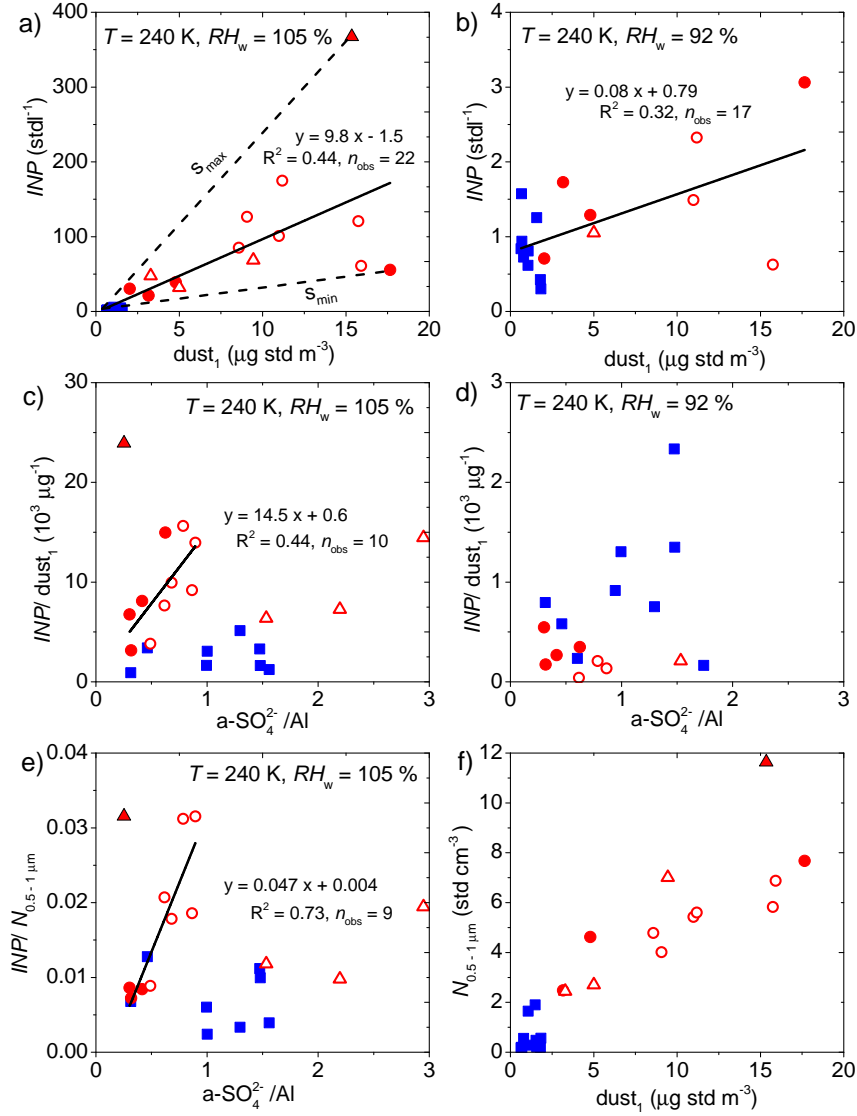 a)
T = 240 K, RHw = 105 %
400
300
200
100
0
INP (stdl⁻¹)
smax
y = 9.8 x - 1.5
R² = 0.44, nobs = 22
smin
0 5 10 15 20
dust₁ (μg std m⁻³)
b)
T = 240 K, RHw = 92 %
4
3
2
1
0
INP (stdl⁻¹)
y = 0.08 x + 0.79
R² = 0.32, nobs = 17
0 5 10 15 20
dust₁ (μg std m⁻³)
c)
T = 240 K, RHw = 105 %
30
20
10
0
INP/ dust₁ (10³ μg⁻¹)
y = 14.5 x + 0.6
R² = 0.44, nobs = 10
0 1 2 3
a-SO₄²⁻/Al
d)
T = 240 K, RHw = 92 %
3
2
1
0
INP/ dust₁ (10³ μg⁻¹)
0 1 2 3
a-SO₄²⁻/Al
e)
T = 240 K, RHw = 105 %
0.04
0.03
0.02
0.01
0.00
INP/ N₀.₅ ₋ ₁ μm
y = 0.047 x + 0.004
R² = 0.73, nobs = 9
0 1 2 3
a-SO₄²⁻/Al
f)
12
10
8
6
4
2
0
N₀.₅ ₋ ₁ μm (std cm⁻³)
0 5 10 15 20
dust₁ (μg std m⁻³)